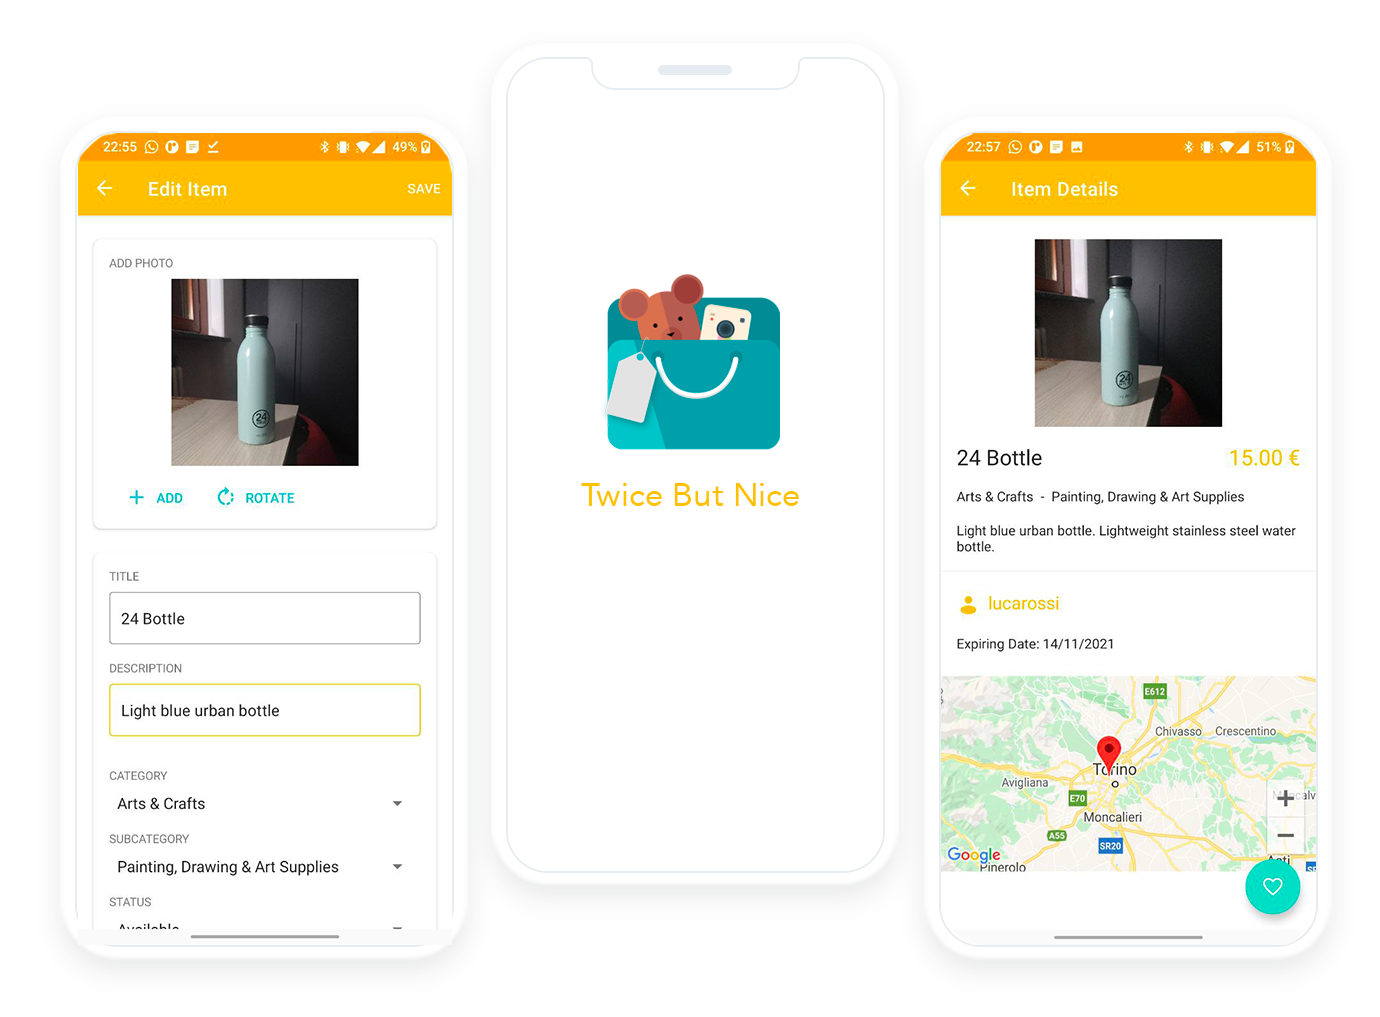 22:55
49%
Edit Item
SAVE
ADD PHOTO
24
ADD
ROTATE
TITLE
24 Bottle
DESCRIPTION
Light blue urban bottle
CATEGORY
Arts & Crafts
SUBCATEGORY
Painting, Drawing & Art Supplies
STATUS
Available
Twice But Nice
22:57
51%
Item Details
24
24 Bottle
15.00 €
Arts & Crafts - Painting, Drawing & Art Supplies
Light blue urban bottle. Lightweight stainless steel water
bottle.
lucarossi
Expiring Date: 14/11/2021
E612
Chivasso
Crescentino
Torino
Avigliana
E70
Moncalieri
A55
SR20
Google
Pinerolo